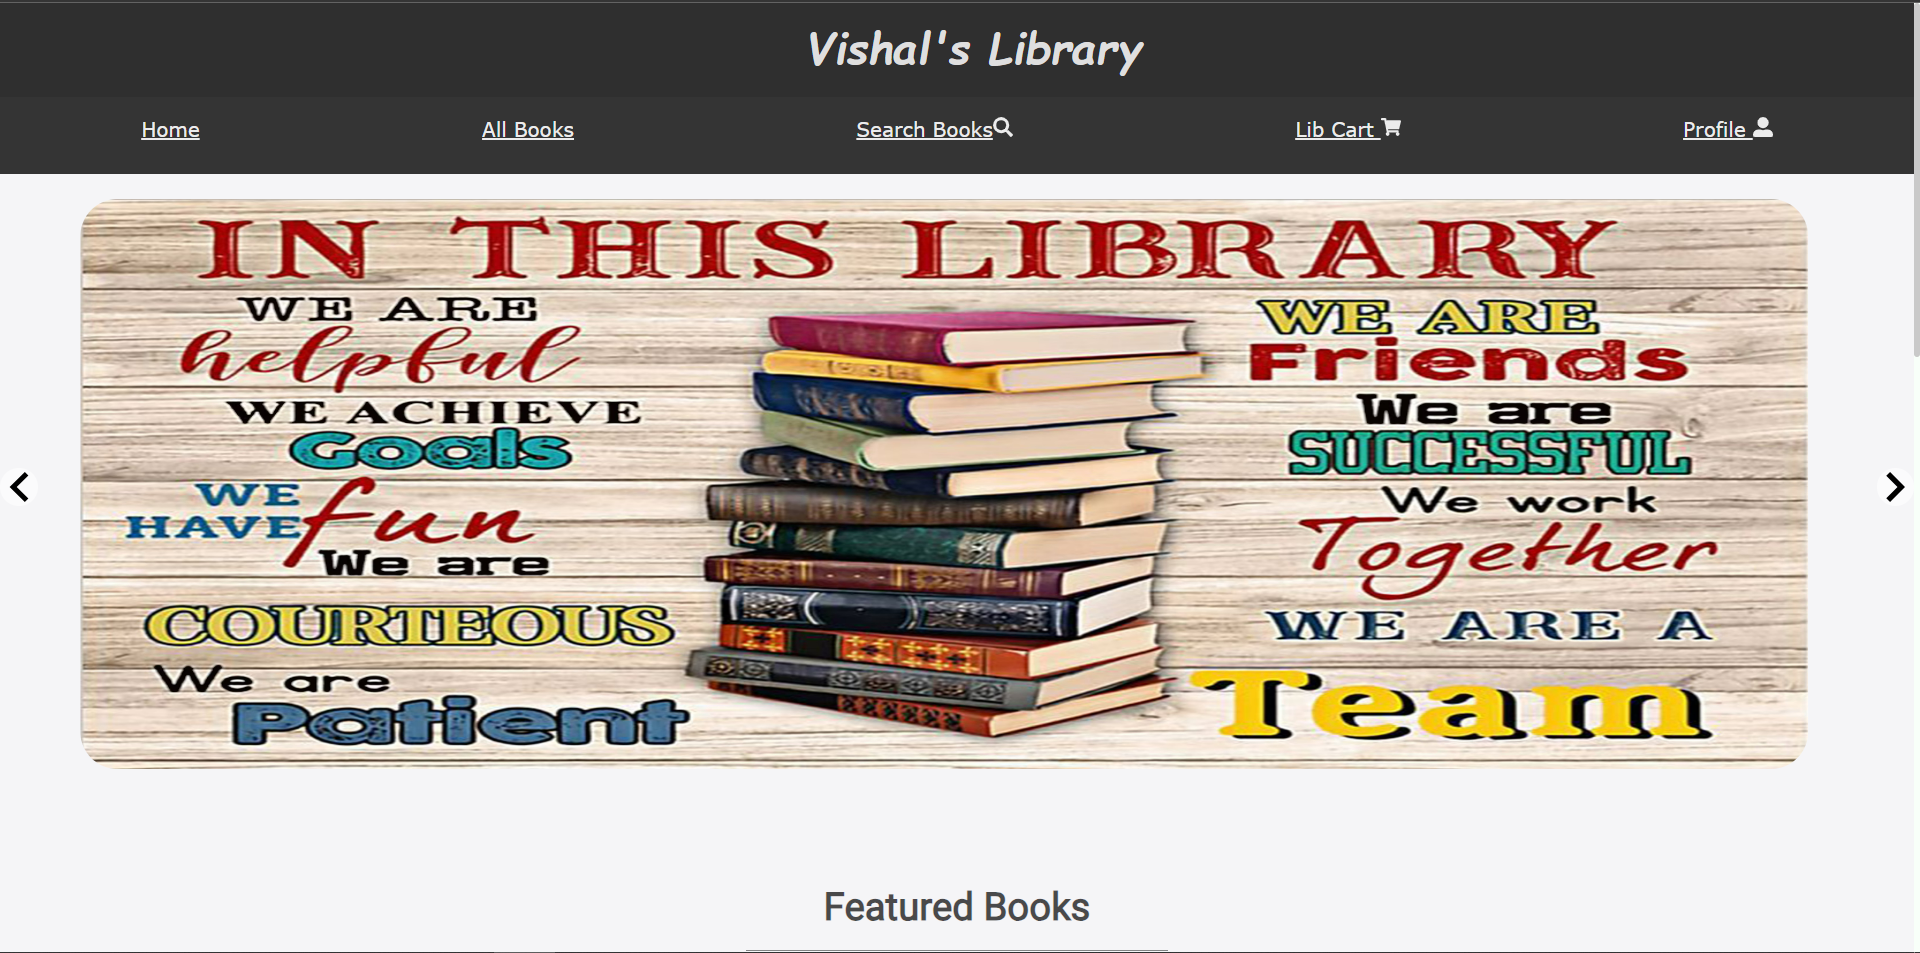 Vishal's Library
Home
All Books
Search Books
Lib Cart
Profile
IN THIS LIBRARY
WE ARE
helpful
WE ACHIEVE
Goals
WE
HAVE fun
We are
COURTEOUS
We are
Patient
WE ARE
Friends
We are
SUCCESSFUL
We work
Together
WE ARE A
Team
Featured Books